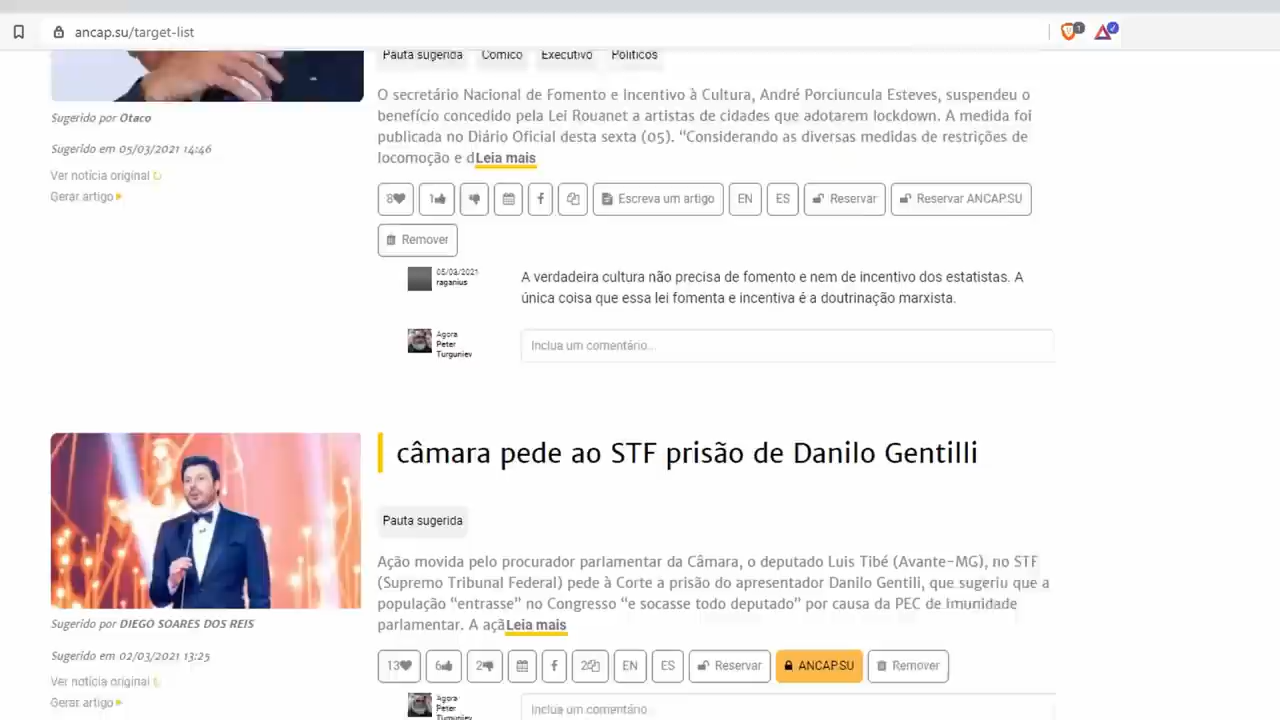 ancap.su/target-list
1
Pauta sugerida Cômico Executivo Políticos
O secretário Nacional de Fomento e Incentivo à Cultura, André Porciuncula Esteves, suspendeu o
benefício concedido pela Lei Rouanet a artistas de cidades que adotarem lockdown. A medida foi
publicada no Diário Oficial desta sexta (05). “Considerando as diversas medidas de restrições de
locomoção e dLeia mais
Sugerido por Otaco
Sugerido em 05/03/2021 14:46
Ver notícia original
Gerar artigo
8 1 Escreva um artigo EN ES Reservar Reservar ANCAP.SU
Remover
05/03/2021
raganius
A verdadeira cultura não precisa de fomento e nem de incentivo dos estatistas. A
única coisa que essa lei fomenta e incentiva é a doutrinação marxista.
Agora
Peter
Turguniev
Inclua um comentário...
câmara pede ao STF prisão de Danilo Gentilli
Pauta sugerida
Ação movida pelo procurador parlamentar da Câmara, o deputado Luis Tibé (Avante-MG), no STF
(Supremo Tribunal Federal) pede à Corte a prisão do apresentador Danilo Gentili, que sugeriu que a
população “entrasse” no Congresso “e socasse todo deputado” por causa da PEC de Imunidade
parlamentar. A açãLeia mais
Sugerido por DIEGO SOARES DOS REIS
Sugerido em 02/03/2021 13:25
Ver notícia original
Gerar artigo
13 6 2 2 EN ES Reservar ANCAP.SU Remover
Agora
Peter
Turguniev
Inclua um comentário